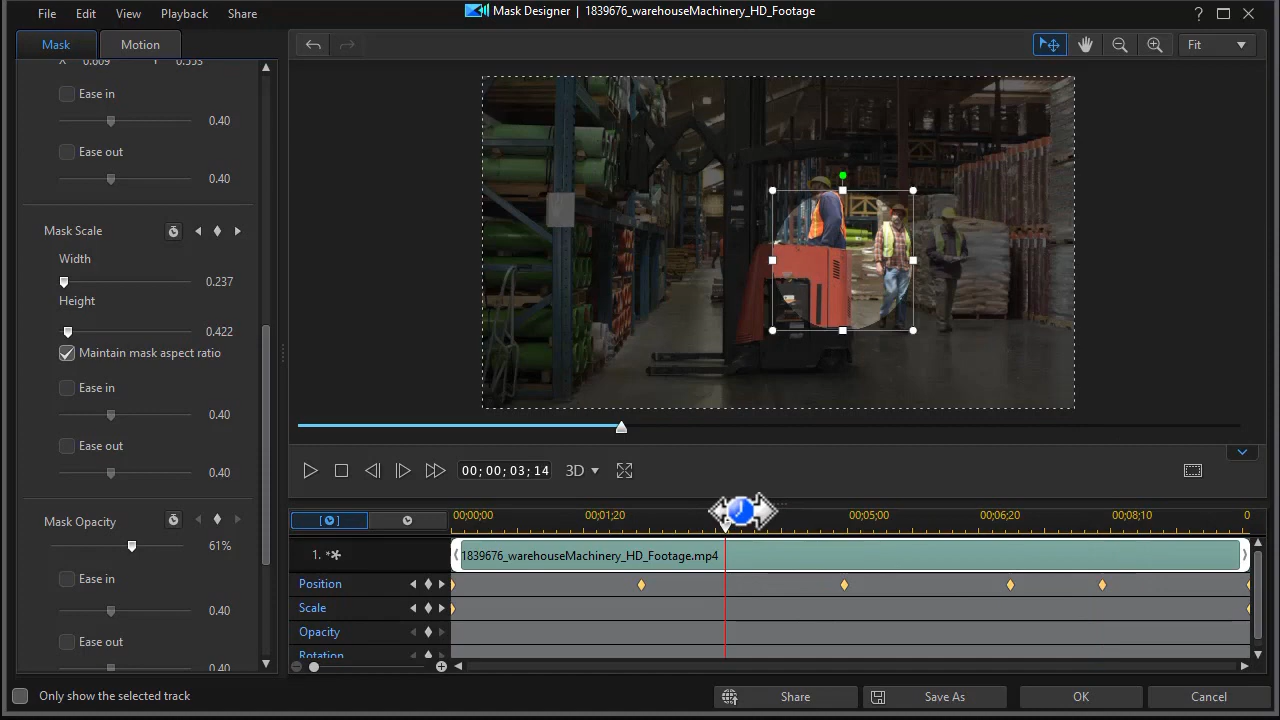 File Edit View Playback Share
Mask Designer | 1839676_warehouseMachinery_HD_Footage
?
Mask Motion
Fit
X 0.609 Y 0.553
Ease in
0.40
Ease out
0.40
Mask Scale
Width
0.237
Height
0.422
Maintain mask aspect ratio
Ease in
0.40
Ease out
0.40
Mask Opacity
61%
Ease in
0.40
Ease out
0.40
00; 00; 03; 14
3D
00;00;00 00;01;20 00;05;00 00;06;20 00;08;10 0
1. 1839676_warehouseMachinery_HD_Footage.mp4
Position
Scale
Opacity
Rotation
Only show the selected track
Share Save As OK Cancel